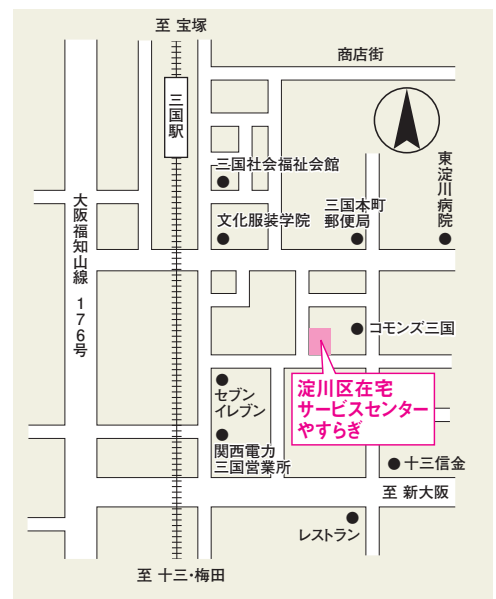 至 宝塚
商店街
三国駅
三国社会福祉会館
東淀川病院
大阪福知山線 176号
文化服装学院
三国本町
郵便局
コモンズ三国
淀川区在宅
サービスセンター
やすらぎ
セブン
イレブン
関西電力
三国営業所
十三信金
至 新大阪
レストラン
至 十三・梅田